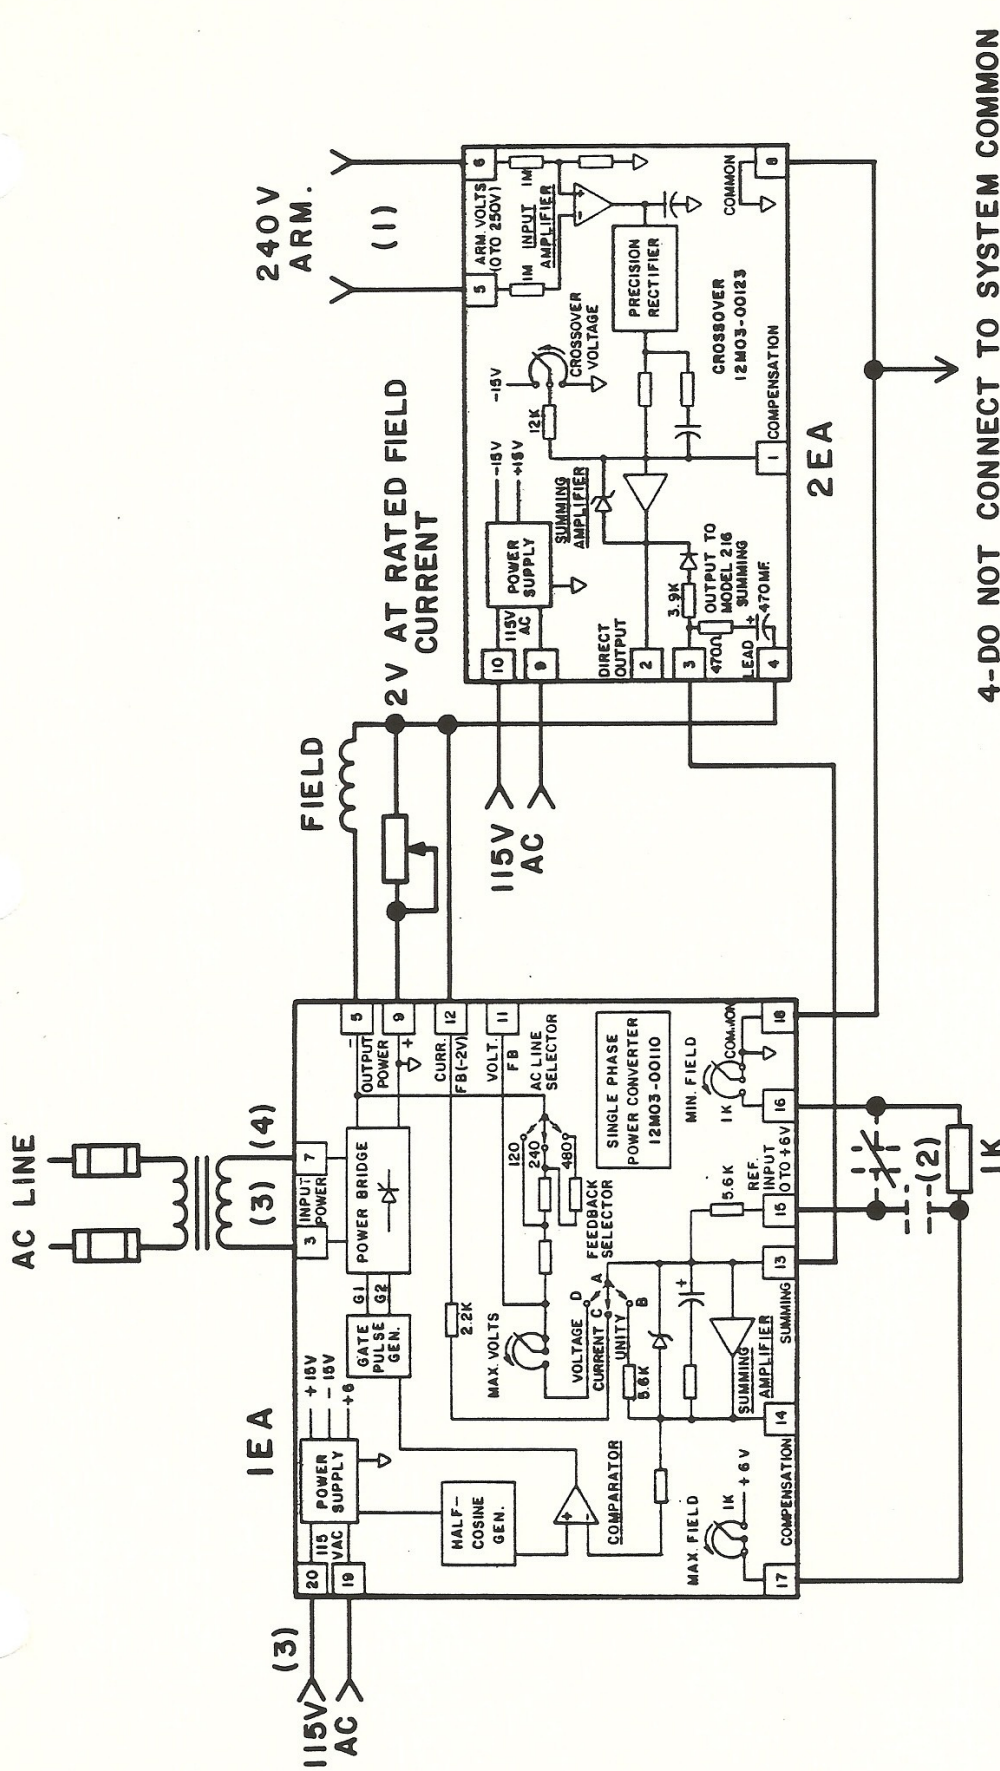 AC LINE
(3)
(4)
FIELD
2V AT RATED FIELD
CURRENT
240V
ARM.
(1)
1EA
(3)
115V
AC
20
19
115
VAC
POWER
SUPPLY
+15V
-15V
+6
GATE
PULSE
GEN.
G1
G2
3
INPUT
POWER
7
POWER BRIDGE
5
-
OUTPUT
POWER
9
+
12
CURR.
FB(-2V)
11
VOLT.
FB
2.2K
AC LINE
SELECTOR
120
240
480
FEEDBACK
SELECTOR
MAX. VOLTS
VOLTAGE
D
CURRENT
C
A
UNITY
B
5.6K
HALF-
COSINE
GEN.
+
-
COMPARATOR
SINGLE PHASE
POWER CONVERTER
12M03-00110
MAX. FIELD
1K
+6V
17
COMPENSATION
14
SUMMING
AMPLIFIER
+
SUMMING
13
5.6K
REF.
INPUT
0 TO +6V
15
16
MIN. FIELD
1K
COMMON
18
(2)
1K
115V
AC
10
9
115V
AC
POWER
SUPPLY
-15V
+15V
-15V
12K
CROSSOVER
VOLTAGE
5
ARM. VOLTS
(0 TO 250V)
6
1M
INPUT
AMPLIFIER
1M
-
+
DIRECT
OUTPUT
2
SUMMING
AMPLIFIER
PRECISION
RECTIFIER
3
3.9K
470Ω
OUTPUT TO
MODEL 216
SUMMING
LEAD
+
470MF.
4
1
COMPENSATION
CROSSOVER
12M03-00123
COMMON
8
2EA
4-DO NOT CONNECT TO SYSTEM COMMON